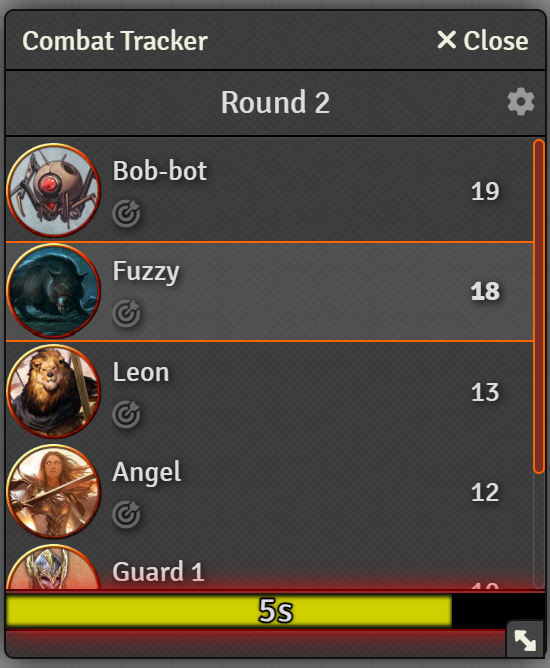 Combat Tracker
✕ Close
Round 2
Bob-bot
19
Fuzzy
18
Leon
13
Angel
12
Guard 1
5s